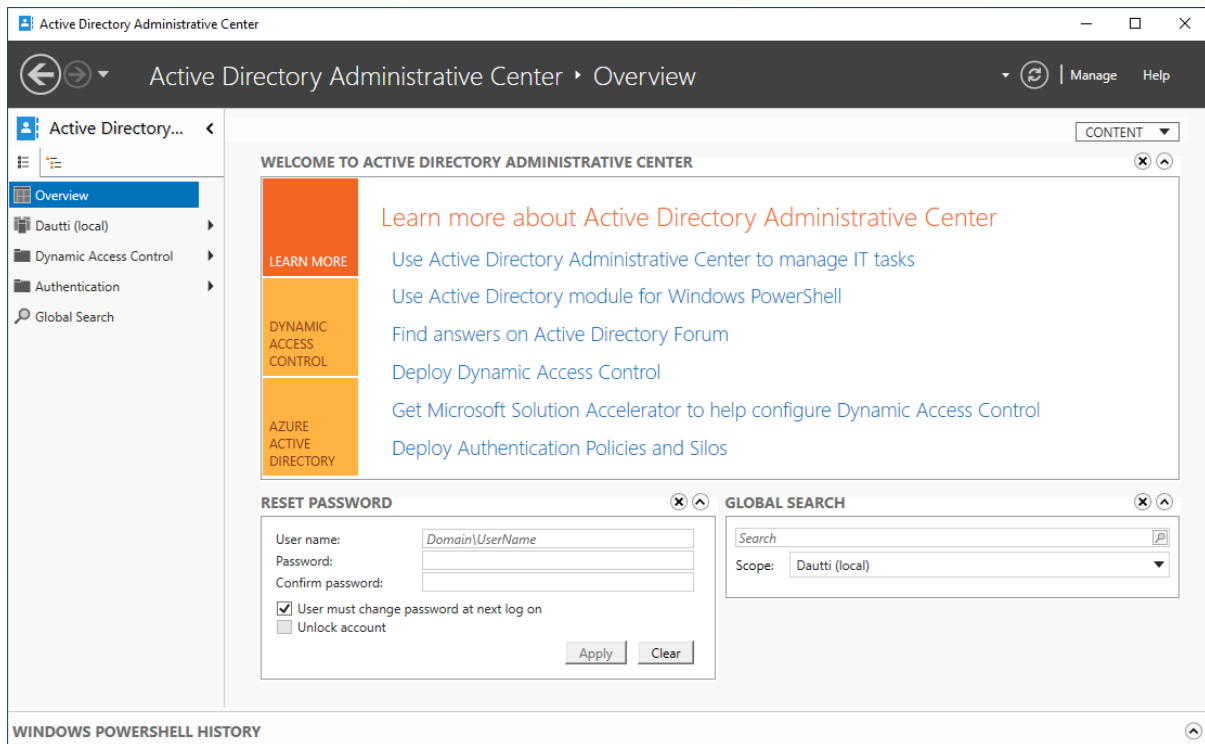 Active Directory Administrative Center
Active Directory Administrative Center ‣ Overview
Manage
Help
Active Directory...
Overview
Dautti (local)
Dynamic Access Control
Authentication
Global Search
CONTENT
WELCOME TO ACTIVE DIRECTORY ADMINISTRATIVE CENTER
LEARN MORE
DYNAMIC
ACCESS
CONTROL
AZURE
ACTIVE
DIRECTORY
Learn more about Active Directory Administrative Center
Use Active Directory Administrative Center to manage IT tasks
Use Active Directory module for Windows PowerShell
Find answers on Active Directory Forum
Deploy Dynamic Access Control
Get Microsoft Solution Accelerator to help configure Dynamic Access Control
Deploy Authentication Policies and Silos
RESET PASSWORD
User name: Domain\UserName
Password:
Confirm password:
User must change password at next log on
Unlock account
Apply
Clear
GLOBAL SEARCH
Search
Scope: Dautti (local)
WINDOWS POWERSHELL HISTORY